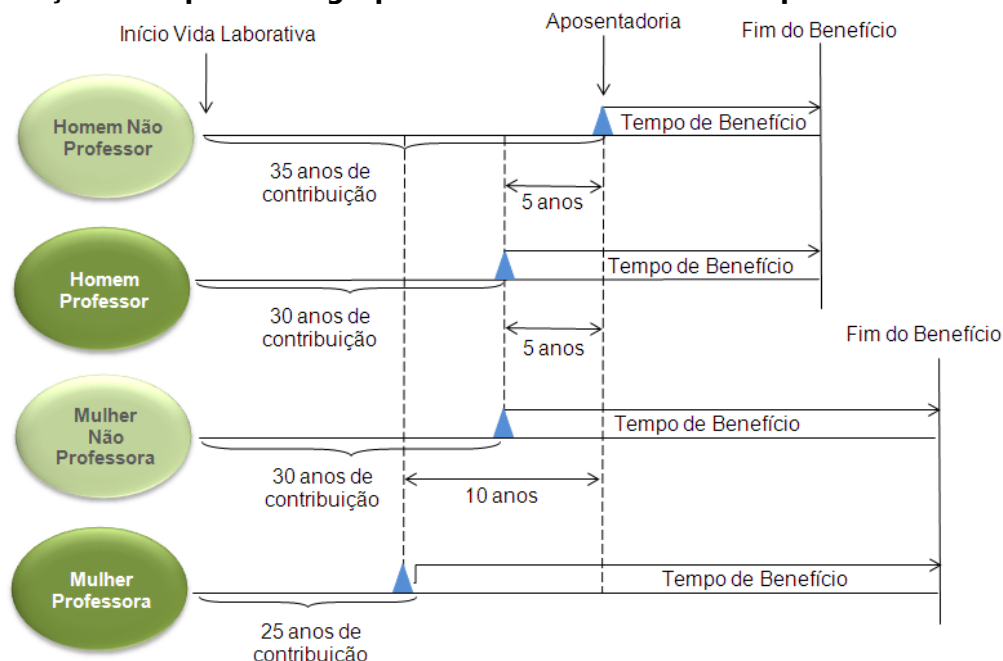 Início Vida Laborativa
Aposentadoria
Fim do Benefício
Homem Não
Professor
Tempo de Benefício
35 anos de
contribuição
5 anos
Homem
Professor
Tempo de Benefício
30 anos de
contribuição
5 anos
Fim do Benefício
Mulher
Não
Professora
Tempo de Benefício
30 anos de
contribuição
10 anos
Mulher
Professora
Tempo de Benefício
25 anos de
contribuição